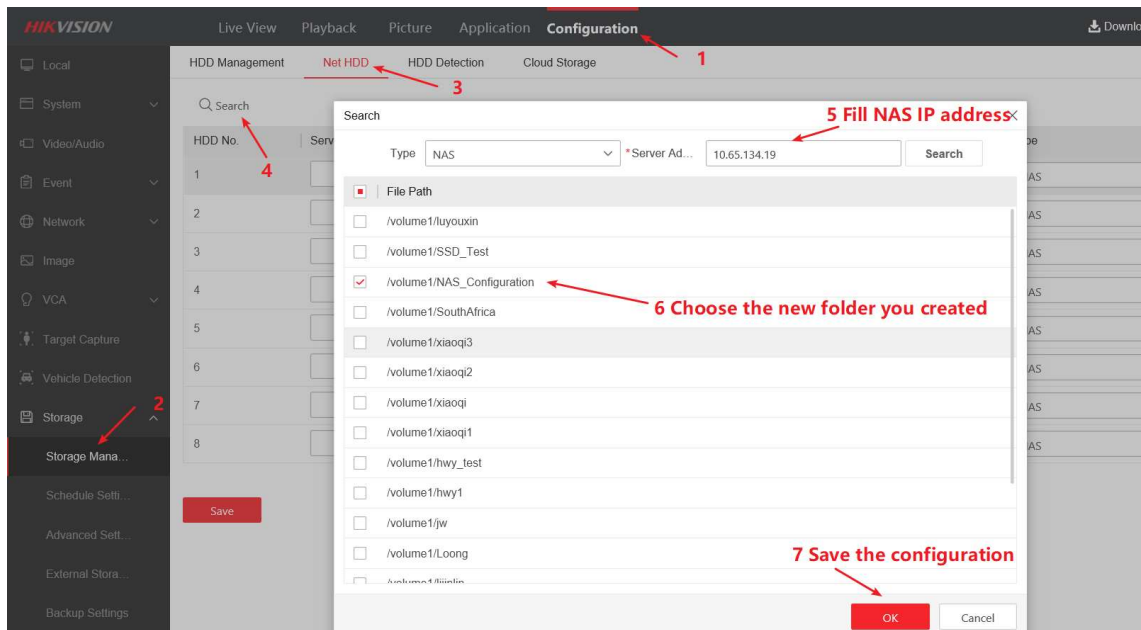 HIKVISION Live View Playback Picture Application Configuration Downlo
1
Local
System
Video/Audio
Event
Network
Image
VCA
Target Capture
Vehicle Detection
2
Storage
Storage Mana...
Schedule Setti...
Advanced Sett...
External Stora...
Backup Settings
HDD Management Net HDD HDD Detection Cloud Storage
3
Search
4
HDD No. Serv
1
2
3
4
5
6
7
8
Save
Search
5 Fill NAS IP address
Type NAS *Server Ad... 10.65.134.19 Search
File Path
/volume1/luyouxin
/volume1/SSD_Test
/volume1/NAS_Configuration
6 Choose the new folder you created
/volume1/SouthAfrica
/volume1/xiaoqi3
/volume1/xiaoqi2
/volume1/xiaoqi
/volume1/xiaoqi1
/volume1/hwy_test
/volume1/hwy1
/volume1/jw
/volume1/Loong
7 Save the configuration
OK Cancel